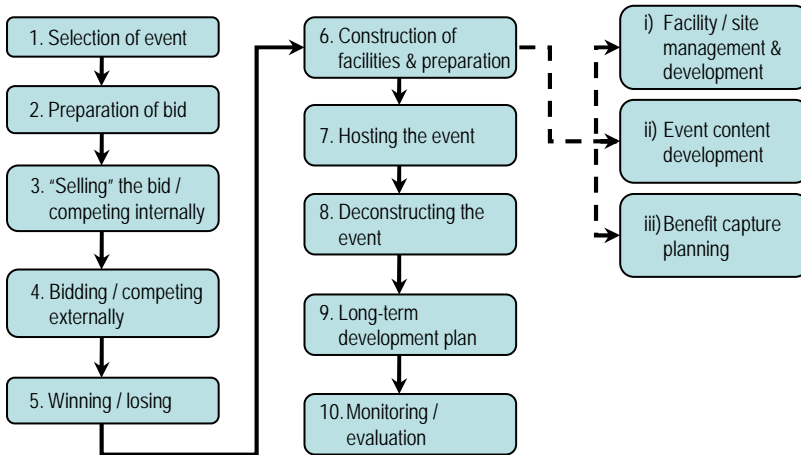 1. Selection of event
2. Preparation of bid
3. "Selling" the bid /
competing internally
4. Bidding / competing
externally
5. Winning / losing
6. Construction of
facilities & preparation
7. Hosting the event
8. Deconstructing the
event
9. Long-term
development plan
10. Monitoring /
evaluation
i) Facility / site
management &
development
ii) Event content
development
iii) Benefit capture
planning